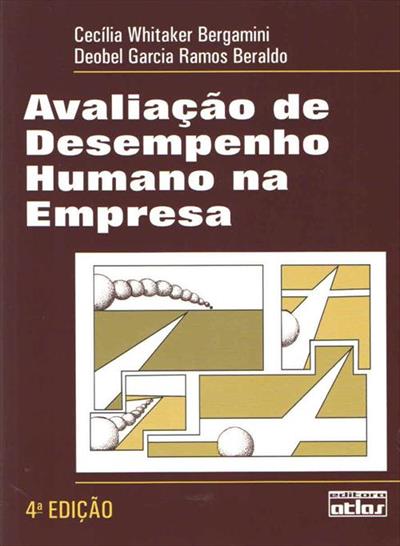 Cecília Whitaker Bergamini
Deobel Garcia Ramos Beraldo
Avaliação de
Desempenho
Humano na
Empresa
4ª EDIÇÃO
editora
atlas